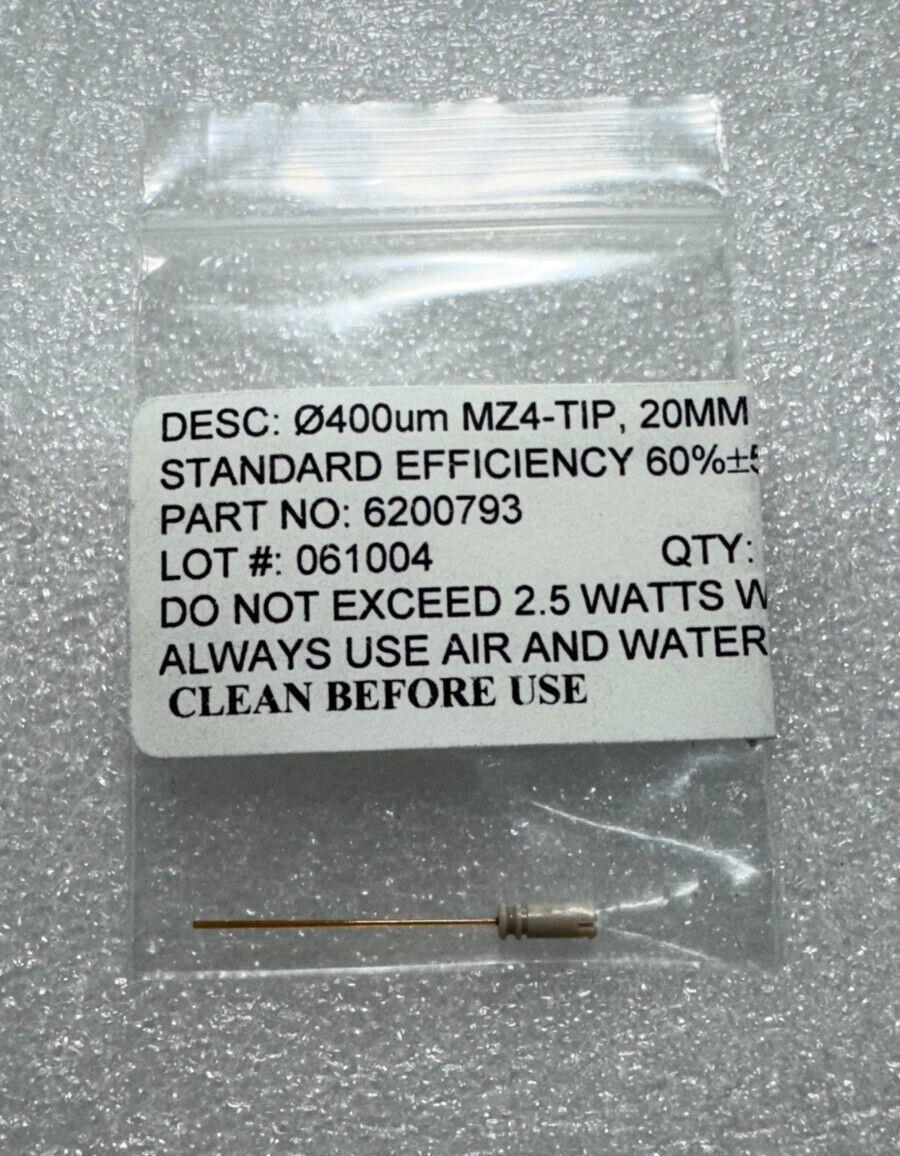 DESC: Ø400um MZ4-TIP, 20MM
STANDARD EFFICIENCY 60%±5
PART NO: 6200793
LOT #: 061004 QTY:
DO NOT EXCEED 2.5 WATTS W
ALWAYS USE AIR AND WATER
CLEAN BEFORE USE